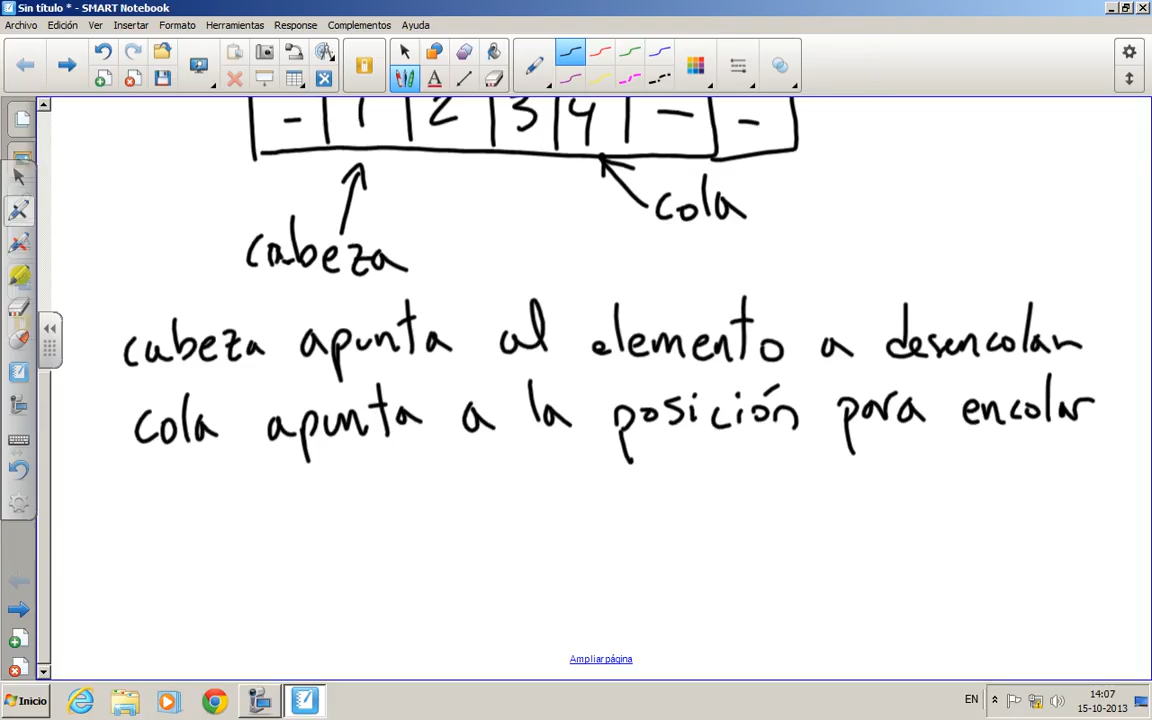 Sin título * - SMART Notebook
Archivo Edición Ver Insertar Formato Herramientas Response Complementos Ayuda
- 1 2 3 4 - -
cola
cabeza
cabeza apunta al elemento a desencolar
cola apunta a la posición para encolar
Ampliar página
Inicio
EN
14:07
15-10-2013